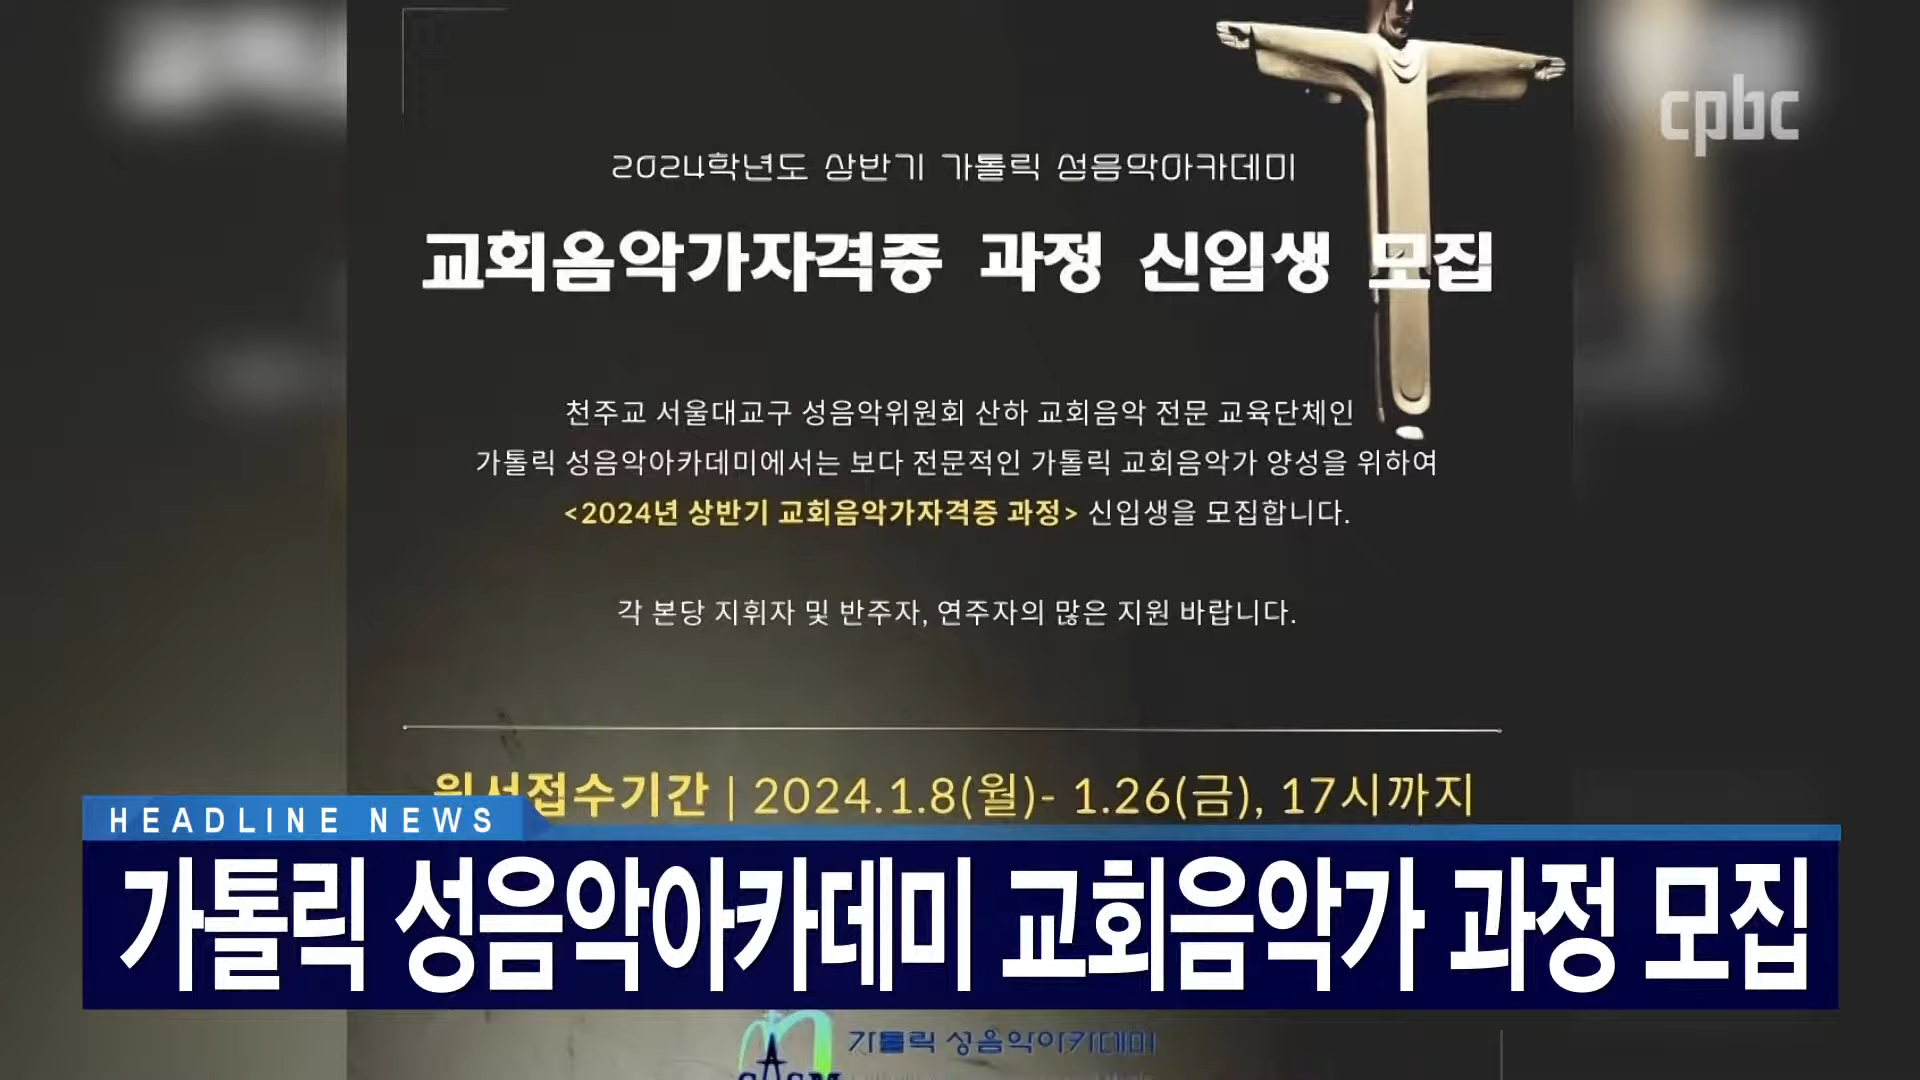 cpbc
2024학년도 상반기 가톨릭 성음악아카데미
교회음악가자격증 과정 신입생 모집
천주교 서울대교구 성음악위원회 산하 교회음악 전문 교육단체인
가톨릭 성음악아카데미에서는 보다 전문적인 가톨릭 교회음악가 양성을 위하여
<2024년 상반기 교회음악가자격증 과정> 신입생을 모집합니다.
각 본당 지휘자 및 반주자, 연주자의 많은 지원 바랍니다.
원서접수기간 | 2024.1.8(월)- 1.26(금), 17시까지
HEADLINE NEWS
가톨릭 성음악아카데미 교회음악가 과정 모집
가톨릭 성음악아카데미